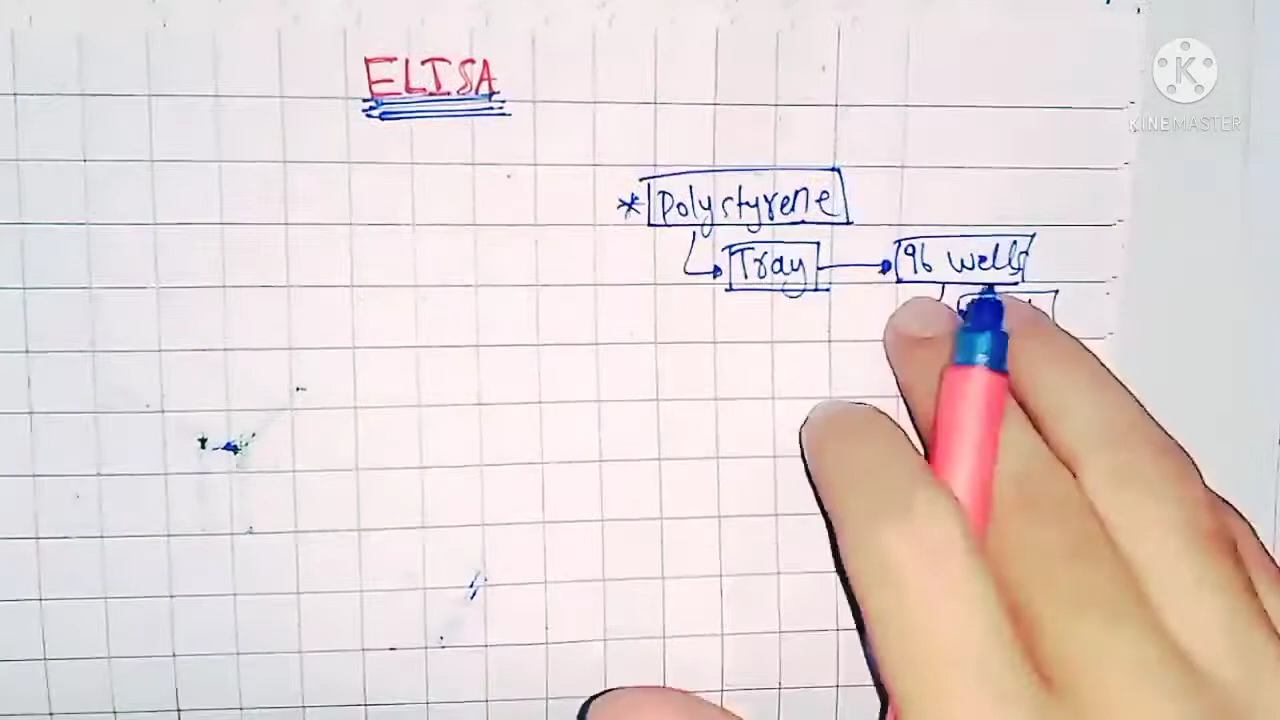 ELISA
K
KINEMASTER
* Polystyrene
Tray
96 wells